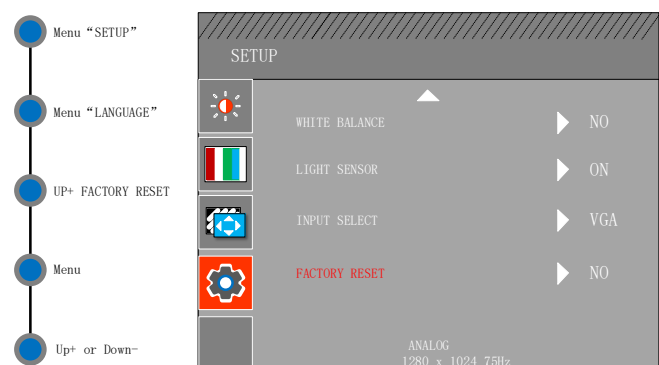 Menu “SETUP”
Menu “LANGUAGE”
UP+ FACTORY RESET
Menu
Up+ or Down-
SETUP
WHITE BALANCE NO
LIGHT SENSOR ON
INPUT SELECT VGA
FACTORY RESET NO
ANALOG
1280 x 1024 75Hz